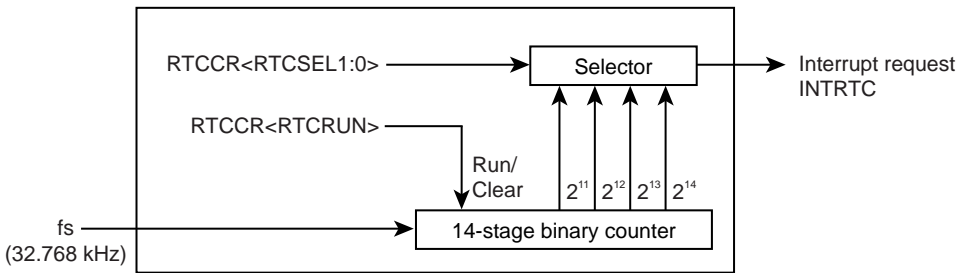 RTCCR<RTCSEL1:0>
Selector
Interrupt request
INTRTC
RTCCR<RTCRUN>
Run/
Clear
2¹¹ 2¹² 2¹³ 2¹⁴
fs
(32.768 kHz)
14-stage binary counter